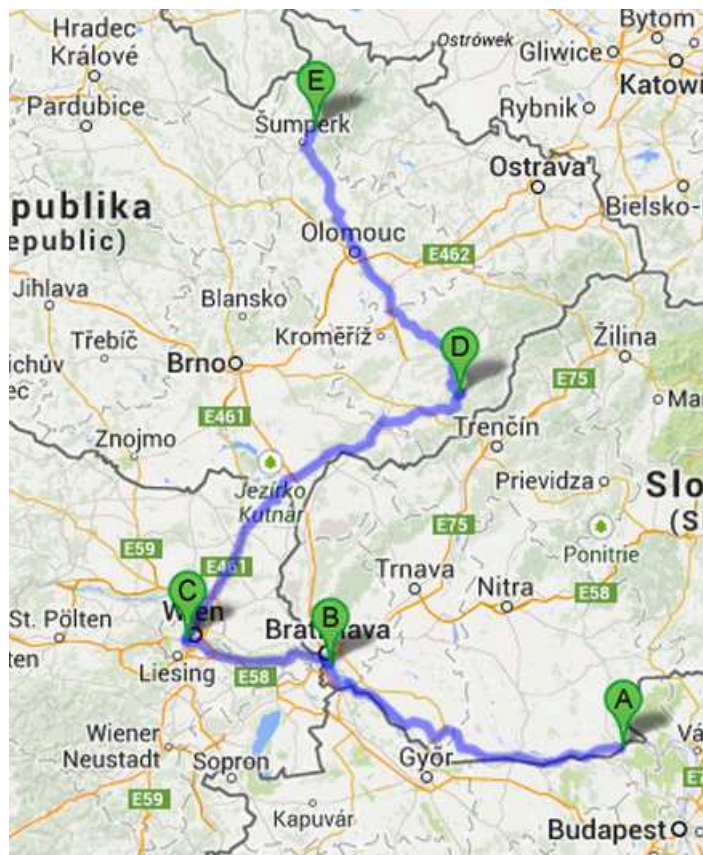 Hradec
Králové
Ostrówek
Bytom
Gliwice
Katowi
E
Pardubice
Šumperk
Rybnik
Ostrava
publika
epublic)
Bielsko-
Olomouc
E462
Jihlava
Blansko
Kroměříž
D
Žilina
Třebíč
ichův
ec
Brno
E75
Ma
E461
Znojmo
Trenčín
Jezírko
Kutnar
Prievidza
Slo
(S
E75
E59
E461
Ponitrie
C
Trnava
Nitra
E58
St. Pölten
Wien
B
Bratislava
ten
Liesing
E58
A
Wiener
Neustadt
Sopron
Győr
Vá
E7
E59
Kapuvár
Budapest